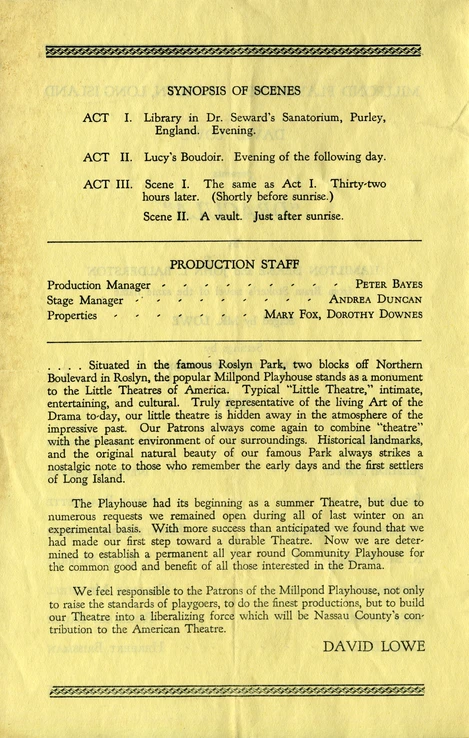 SYNOPSIS OF SCENES
ACT I. Library in Dr. Seward's Sanatorium, Purley,
England. Evening.
ACT II. Lucy's Boudoir. Evening of the following day.
ACT III. Scene I. The same as Act I. Thirty-two
hours later. (Shortly before sunrise.)
Scene II. A vault. Just after sunrise.
PRODUCTION STAFF
Production Manager - - - - - - - - - - PETER BAYES
Stage Manager - - - - - - - - - - ANDREA DUNCAN
Properties - - - - - - - MARY FOX, DOROTHY DOWNES
. . . . Situated in the famous Roslyn Park, two blocks off Northern
Boulevard in Roslyn, the popular Millpond Playhouse stands as a monument
to the Little Theatres of America. Typical "Little Theatre," intimate,
entertaining, and cultural. Truly representative of the living Art of the
Drama to-day, our little theatre is hidden away in the atmosphere of the
impressive past. Our Patrons always come again to combine "theatre"
with the pleasant environment of our surroundings. Historical landmarks,
and the original natural beauty of our famous Park always strikes a
nostalgic note to those who remember the early days and the first settlers
of Long Island.
The Playhouse had its beginning as a summer Theatre, but due to
numerous requests we remained open during all of last winter on an
experimental basis. With more success than anticipated we found that we
had made our first step toward a durable Theatre. Now we are deter-
mined to establish a permanent all year round Community Playhouse for
the common good and benefit of all those interested in the Drama.
We feel responsible to the Patrons of the Millpond Playhouse, not only
to raise the standards of playgoers, to do the finest productions, but to build
our Theatre into a liberalizing force which will be Nassau County's con-
tribution to the American Theatre.
DAVID LOWE